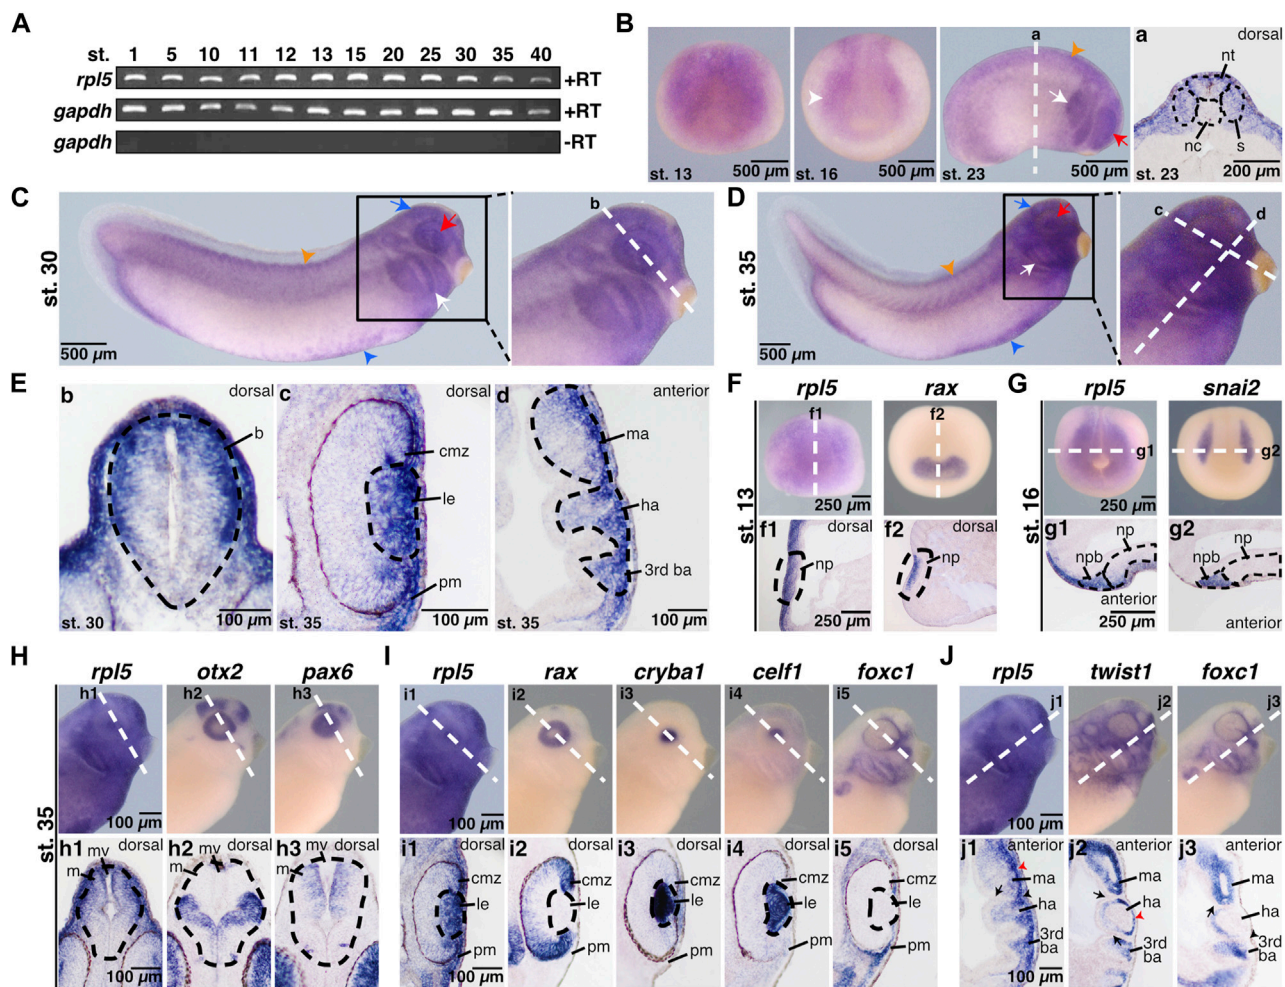 A
st. 1 5 10 11 12 13 15 20 25 30 35 40
rpl5 +RT
gapdh +RT
gapdh -RT
B
st. 13 500 µm
st. 16 500 µm
a
st. 23 500 µm
a dorsal
nt
nc s
st. 23 200 µm
C
st. 30
500 µm
b
D
st. 35
500 µm
c d
E
b dorsal
b
st. 30 100 µm
c dorsal
cmz
le
pm
st. 35 100 µm
d anterior
ma
ha
3rd ba
st. 35 100 µm
F
rpl5 rax
st. 13
f1 f2
250 µm 250 µm
f1 dorsal
np
250 µm
f2 dorsal
np
250 µm
G
rpl5 snai2
st. 16
g1 g2
250 µm 250 µm
g1 np
npb
anterior
250 µm
g2 np
npb
anterior
H
rpl5 otx2 pax6
st. 35
h1 h2 h3
100 µm
h1 dorsal
mv
m
100 µm
h2 dorsal
mv
m
h3 dorsal
mv
m
I
rpl5 rax cryba1 celf1 foxc1
i1 i2 i3 i4 i5
100 µm
i1 dorsal
cmz
le
pm
100 µm
i2 dorsal
cmz
le
pm
i3 dorsal
cmz
le
pm
i4 dorsal
cmz
le
pm
i5 dorsal
cmz
le
pm
J
rpl5 twist1 foxc1
j1 j2 j3
100 µm
j1 anterior
ma
ha
3rd
ba
100 µm
j2 anterior
ma
ha
3rd
ba
j3 anterior
ma
ha
3rd
ba